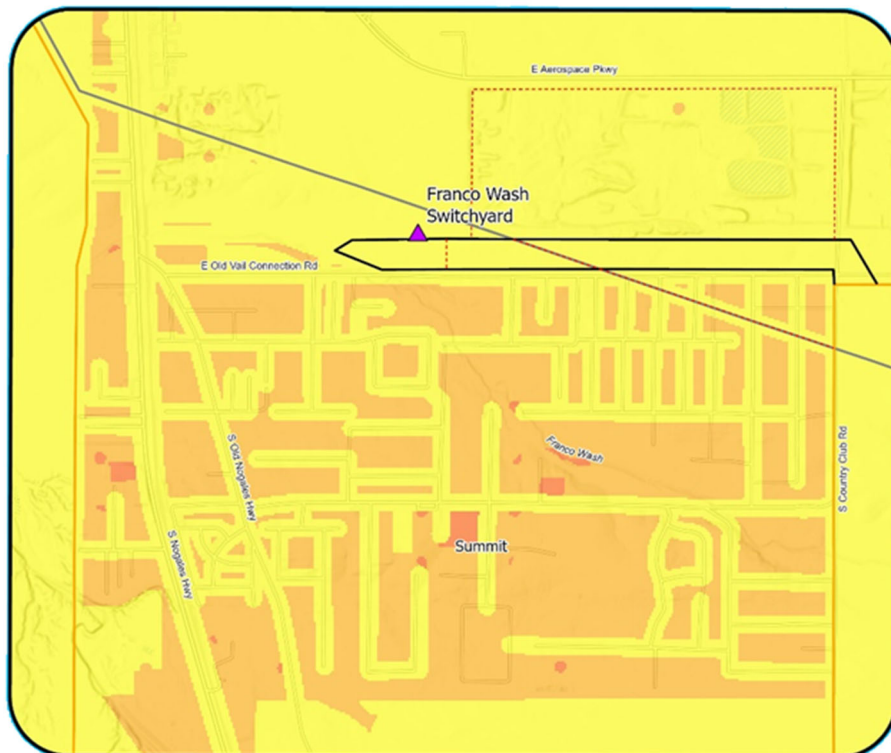 E Aerospace Pkwy
Franco Wash
Switchyard
E Old Vail Connection Rd
S Old Nogales Hwy
Franco Wash
S Country Club Rd
S Nogales Hwy
Summit